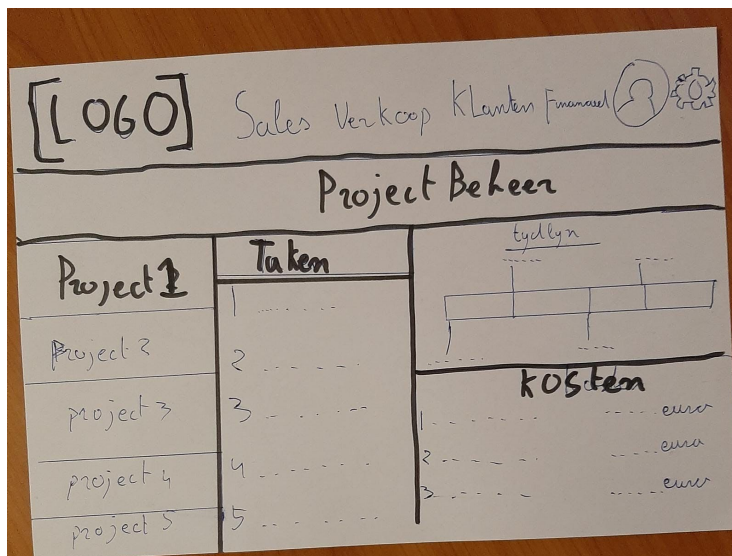 [LOGO] Sales Verkoop Klanten Financieel
Project Beheer
Project 1
Project 2
project 3
project 4
project 5
Taken
1
2
3
4
5
tydlyn
Kosten
1 euro
2 euro
3 euro